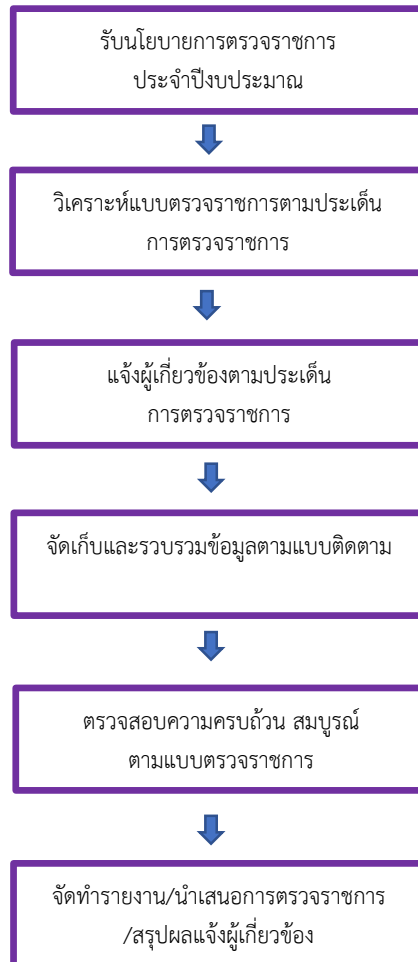 รับนโยบายการตรวจราชการ
ประจำปีงบประมาณ
วิเคราะห์แบบตรวจราชการตามประเด็น
การตรวจราชการ
แจ้งผู้เกี่ยวข้องตามประเด็น
การตรวจราชการ
จัดเก็บและรวบรวมข้อมูลตามแบบติดตาม
ตรวจสอบความครบถ้วน สมบูรณ์
ตามแบบตรวจราชการ
จัดทำรายงาน/นำเสนอการตรวจราชการ
/สรุปผลแจ้งผู้เกี่ยวข้อง